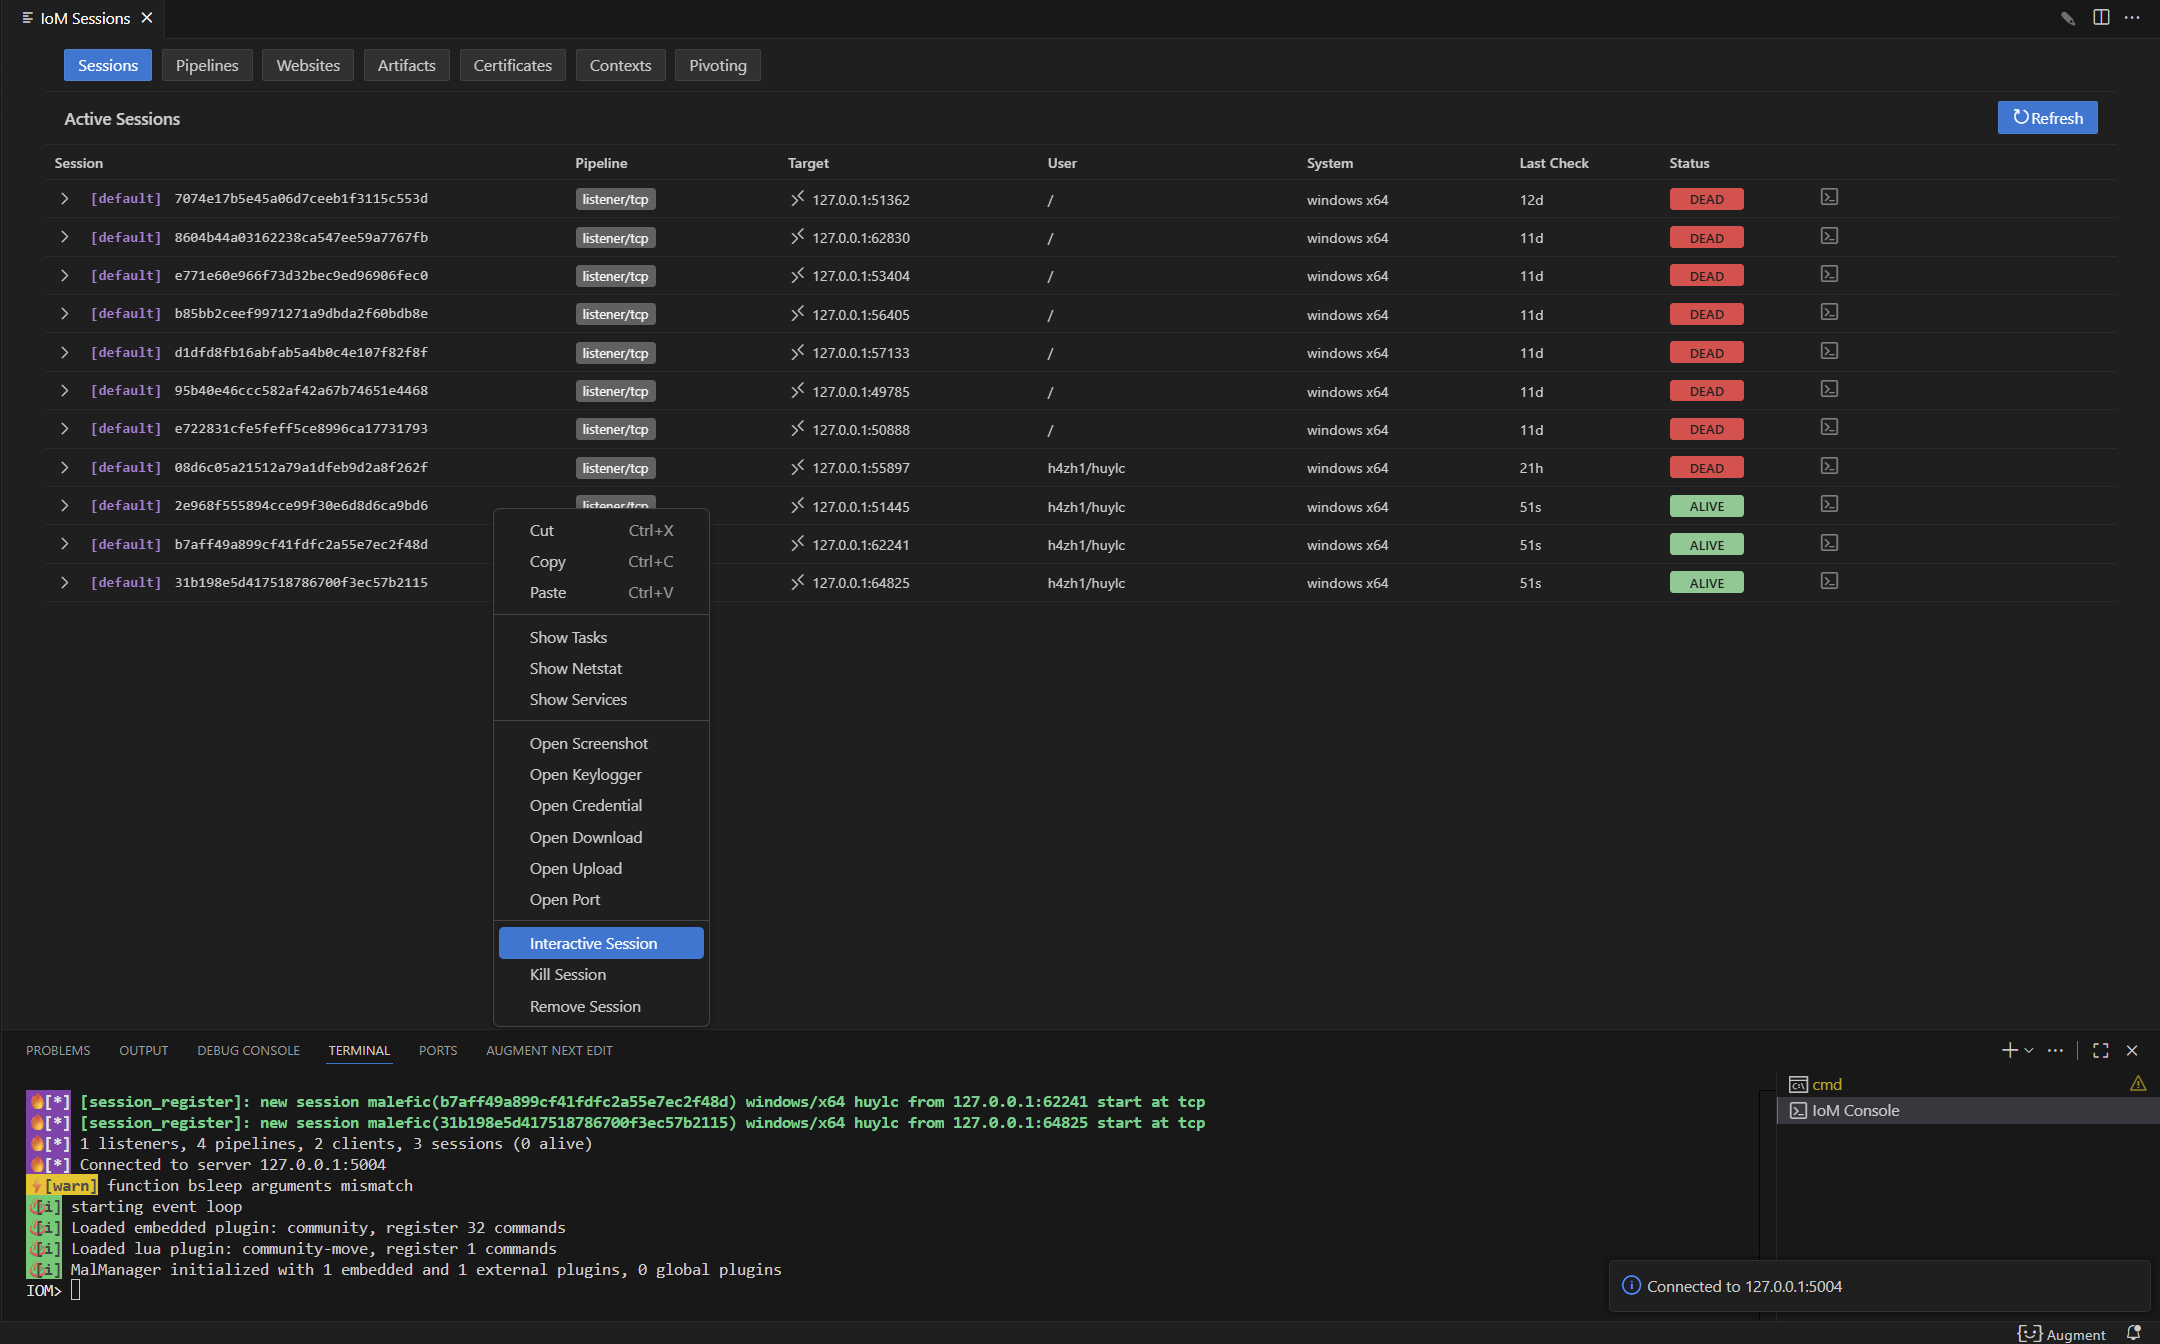 IoM Sessions
Sessions Pipelines Websites Artifacts Certificates Contexts Pivoting
Active Sessions Refresh
Session Pipeline Target User System Last Check Status
[default] 7074e17b5e45a06d7ceeb1f3115c553d listener/tcp 127.0.0.1:51362 / windows x64 12d DEAD
[default] 8604b44a03162238ca547ee59a7767fb listener/tcp 127.0.0.1:62830 / windows x64 11d DEAD
[default] e771e60e966f73d32bec9ed96906fec0 listener/tcp 127.0.0.1:53404 / windows x64 11d DEAD
[default] b85bb2ceef9971271a9dbda2f60bdb8e listener/tcp 127.0.0.1:56405 / windows x64 11d DEAD
[default] d1dfd8fb16abfab5a4b0c4e107f82f8f listener/tcp 127.0.0.1:57133 / windows x64 11d DEAD
[default] 95b40e46ccc582af42a67b74651e4468 listener/tcp 127.0.0.1:49785 / windows x64 11d DEAD
[default] e722831cfe5feff5ce8996ca17731793 listener/tcp 127.0.0.1:50888 / windows x64 11d DEAD
[default] 08d6c05a21512a79a1dfeb9d2a8f262f listener/tcp 127.0.0.1:55897 h4zh1/huylc windows x64 21h DEAD
[default] 2e968f555894cce99f30e6d8d6ca9bd6 listener/tcp 127.0.0.1:51445 h4zh1/huylc windows x64 51s ALIVE
[default] b7aff49a899cf41fdfc2a55e7ec2f48d 127.0.0.1:62241 h4zh1/huylc windows x64 51s ALIVE
[default] 31b198e5d417518786700f3ec57b2115 127.0.0.1:64825 h4zh1/huylc windows x64 51s ALIVE
Cut Ctrl+X
Copy Ctrl+C
Paste Ctrl+V
Show Tasks
Show Netstat
Show Services
Open Screenshot
Open Keylogger
Open Credential
Open Download
Open Upload
Open Port
Interactive Session
Kill Session
Remove Session
PROBLEMS OUTPUT DEBUG CONSOLE TERMINAL PORTS AUGMENT NEXT EDIT
[*] [session_register]: new session malefic(b7aff49a899cf41fdfc2a55e7ec2f48d) windows/x64 huylc from 127.0.0.1:62241 start at tcp
[*] [session_register]: new session malefic(31b198e5d417518786700f3ec57b2115) windows/x64 huylc from 127.0.0.1:64825 start at tcp
[*] 1 listeners, 4 pipelines, 2 clients, 3 sessions (0 alive)
[*] Connected to server 127.0.0.1:5004
[warn] function bsleep arguments mismatch
[i] starting event loop
[i] Loaded embedded plugin: community, register 32 commands
[i] Loaded lua plugin: community-move, register 1 commands
[i] MalManager initialized with 1 embedded and 1 external plugins, 0 global plugins
IOM>
cmd
IoM Console
Connected to 127.0.0.1:5004
Augment